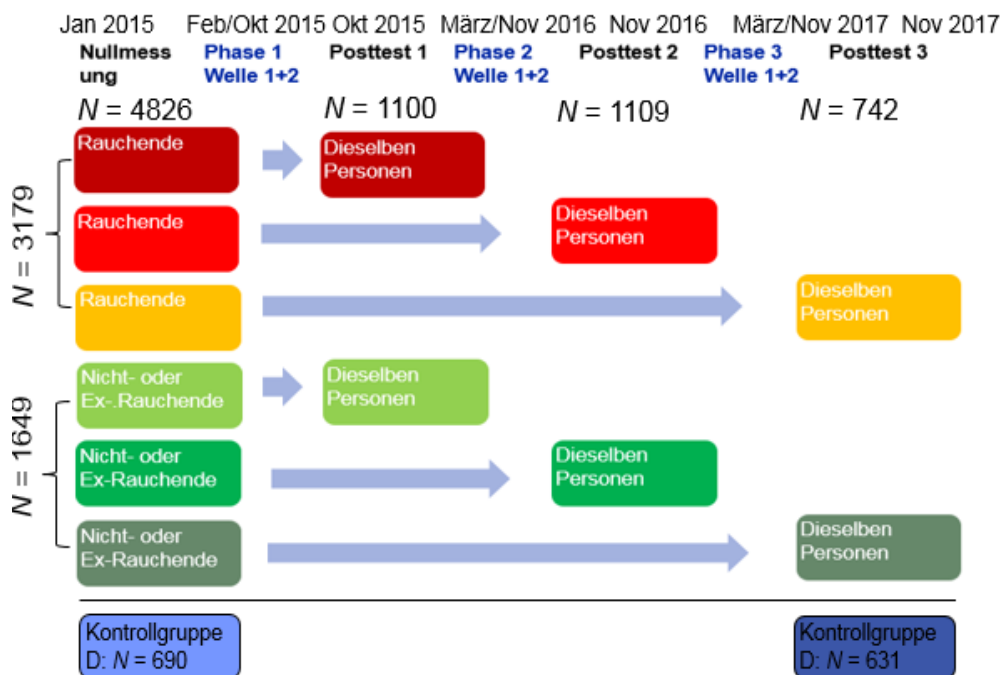 Jan 2015 Feb/Okt 2015 Okt 2015 März/Nov 2016 Nov 2016 März/Nov 2017 Nov 2017
Nullmess Phase 1 Posttest 1 Phase 2 Posttest 2 Phase 3 Posttest 3
ung Welle 1+2 Welle 1+2 Welle 1+2
N = 4826 N = 1100 N = 1109 N = 742
N = 3179
Rauchende Dieselben
Personen
Rauchende Dieselben
Personen
Rauchende Dieselben
Personen
N = 1649
Nicht- oder Dieselben
Ex-.Rauchende Personen
Nicht- oder Dieselben
Ex-Rauchende Personen
Nicht- oder Dieselben
Ex-Rauchende Personen
Kontrollgruppe Kontrollgruppe
D: N = 690 D: N = 631